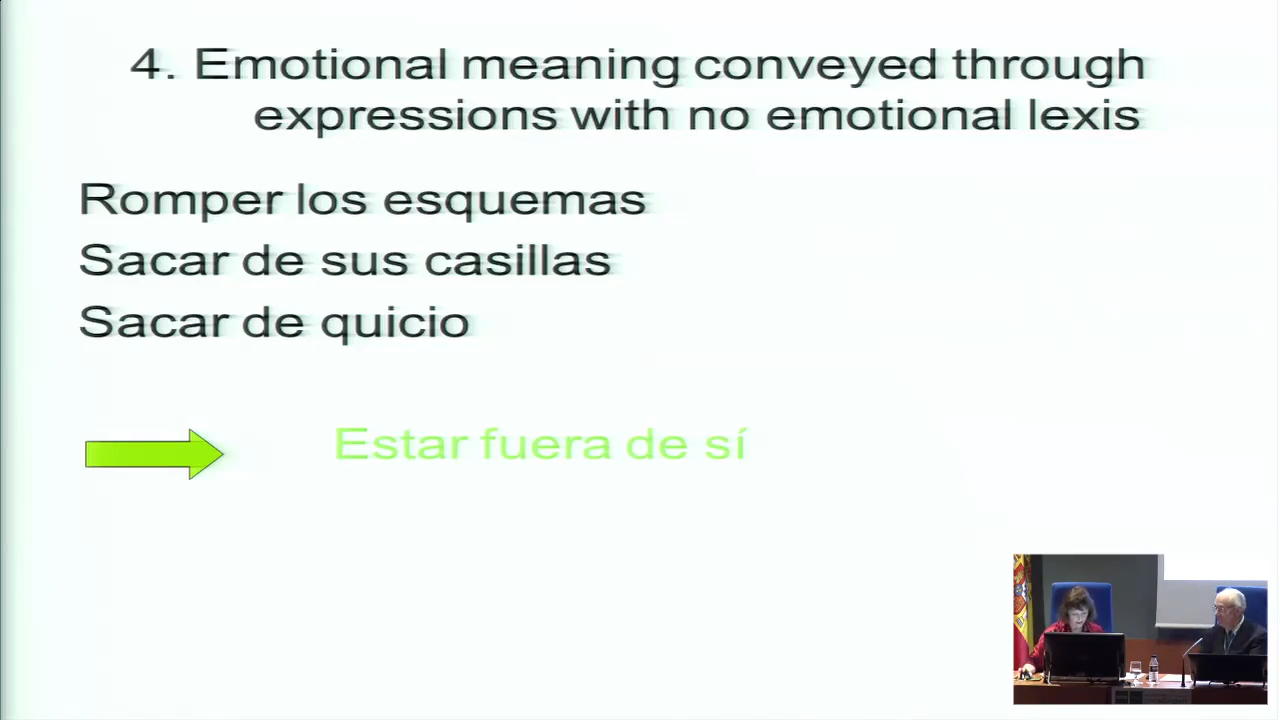 4. Emotional meaning conveyed through
expressions with no emotional lexis
Romper los esquemas
Sacar de sus casillas
Sacar de quicio
Estar fuera de sí